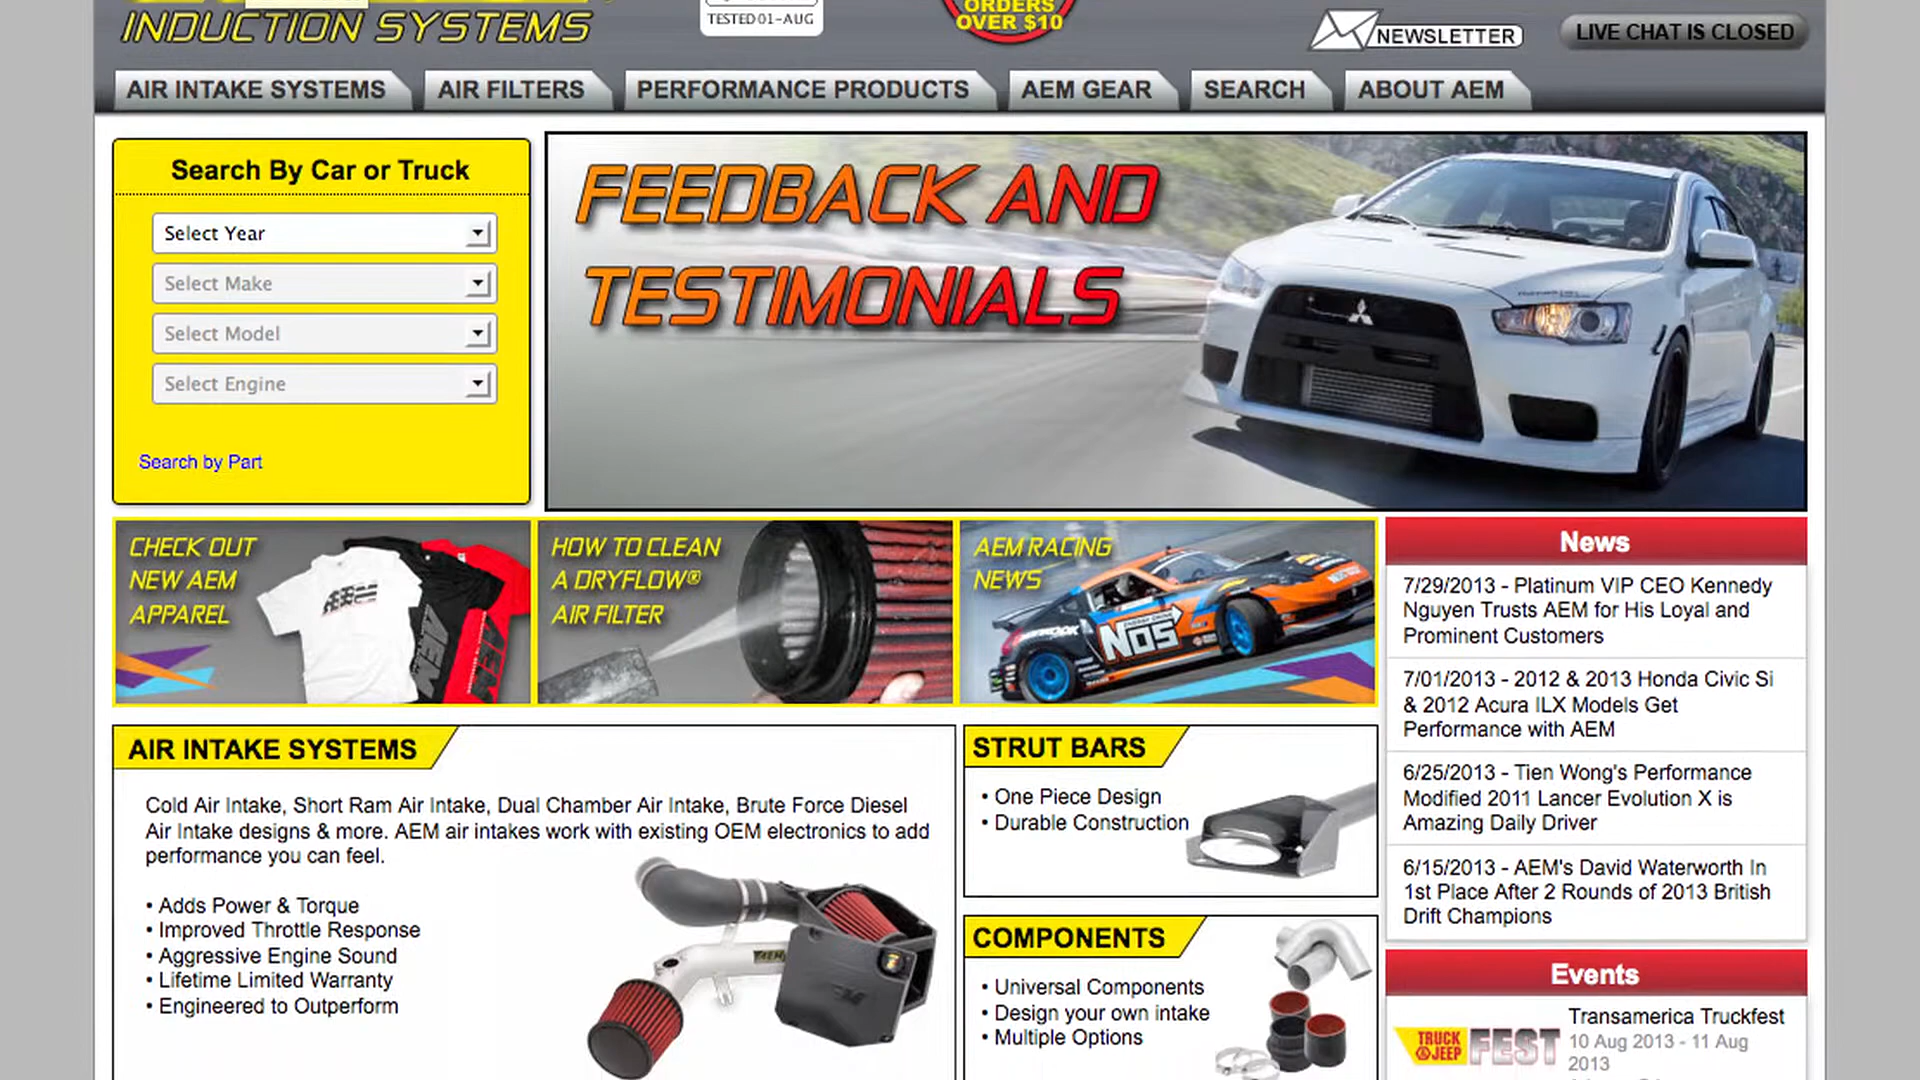 INDUCTION SYSTEMS
TESTED 01-AUG
ORDERS
OVER $10
NEWSLETTER
LIVE CHAT IS CLOSED
AIR INTAKE SYSTEMS
AIR FILTERS
PERFORMANCE PRODUCTS
AEM GEAR
SEARCH
ABOUT AEM
Search By Car or Truck
Select Year
Select Make
Select Model
Select Engine
Search by Part
FEEDBACK AND
TESTIMONIALS
CHECK OUT
NEW AEM
APPAREL
AEM
AEM
AEM
HOW TO CLEAN
A DRYFLOW®
AIR FILTER
AEM RACING
NEWS
NOS
News
7/29/2013 - Platinum VIP CEO Kennedy
Nguyen Trusts AEM for His Loyal and
Prominent Customers
7/01/2013 - 2012 & 2013 Honda Civic Si
& 2012 Acura ILX Models Get
Performance with AEM
6/25/2013 - Tien Wong's Performance
Modified 2011 Lancer Evolution X is
Amazing Daily Driver
6/15/2013 - AEM's David Waterworth In
1st Place After 2 Rounds of 2013 British
Drift Champions
AIR INTAKE SYSTEMS
Cold Air Intake, Short Ram Air Intake, Dual Chamber Air Intake, Brute Force Diesel
Air Intake designs & more. AEM air intakes work with existing OEM electronics to add
performance you can feel.
• Adds Power & Torque
• Improved Throttle Response
• Aggressive Engine Sound
• Lifetime Limited Warranty
• Engineered to Outperform
STRUT BARS
• One Piece Design
• Durable Construction
COMPONENTS
• Universal Components
• Design your own intake
• Multiple Options
Events
TRUCK
& JEEP
FEST
Transamerica Truckfest
10 Aug 2013 - 11 Aug
2013